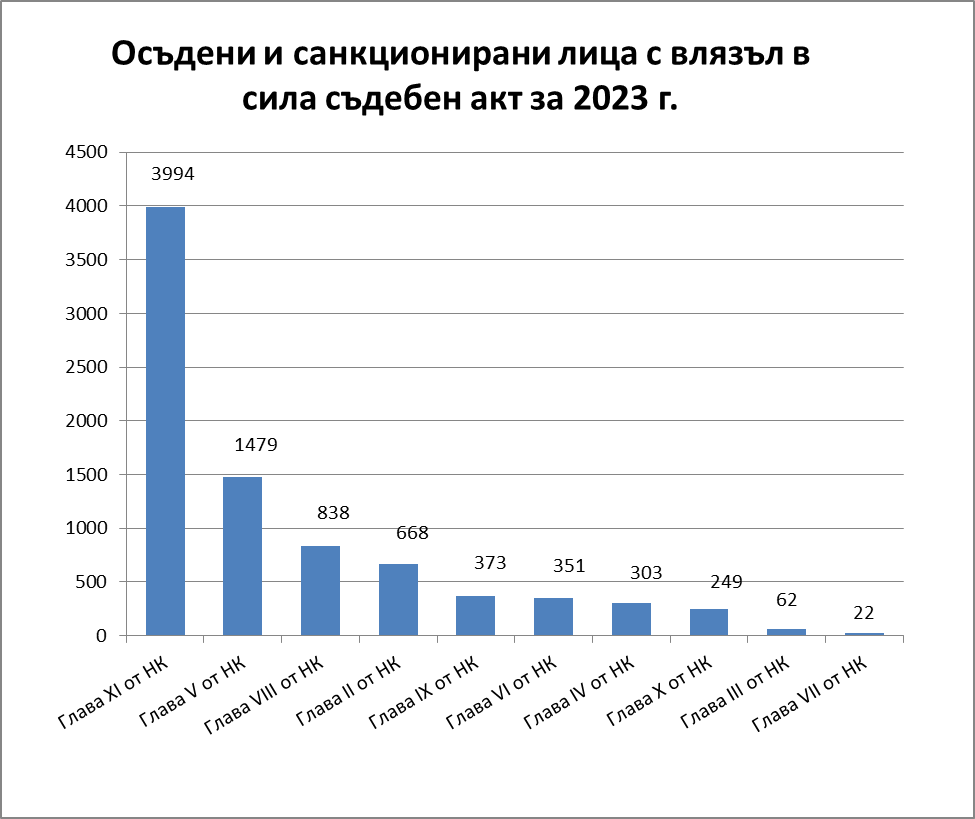 Осъдени и санкционирани лица с влязъл в
сила съдебен акт за 2023 г.
4500
4000
3500
3000
2500
2000
1500
1000
500
0
3994
1479
838
668
373
351
303
249
62
22
Глава XI от НК
Глава V от НК
Глава VIII от НК
Глава II от НК
Глава IX от НК
Глава VI от НК
Глава IV от НК
Глава X от НК
Глава III от НК
Глава VII от НК